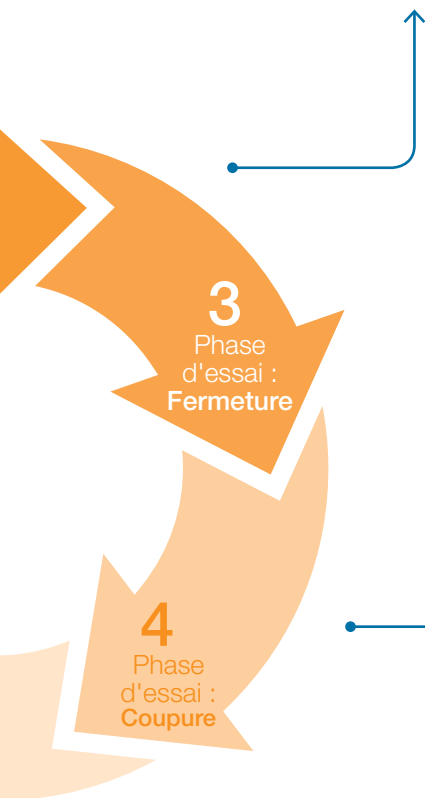 3
Phase
d'essai :
Fermeture
4
Phase
d'essai :
Coupure